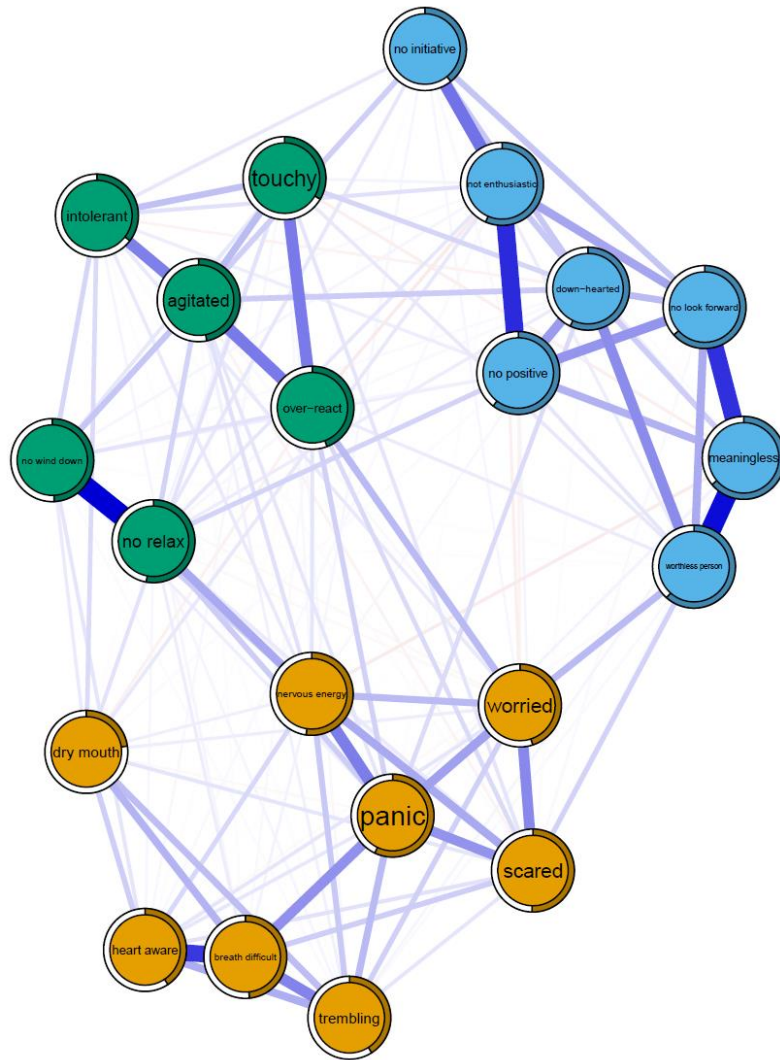 no initiative
touchy
not enthusiastic
intolerant
agitated
down-hearted
no look forward
no positive
over-react
meaningless
no wind down
no relax
worthless person
nervous energy
worried
dry mouth
panic
scared
heart aware
breath difficult
trembling